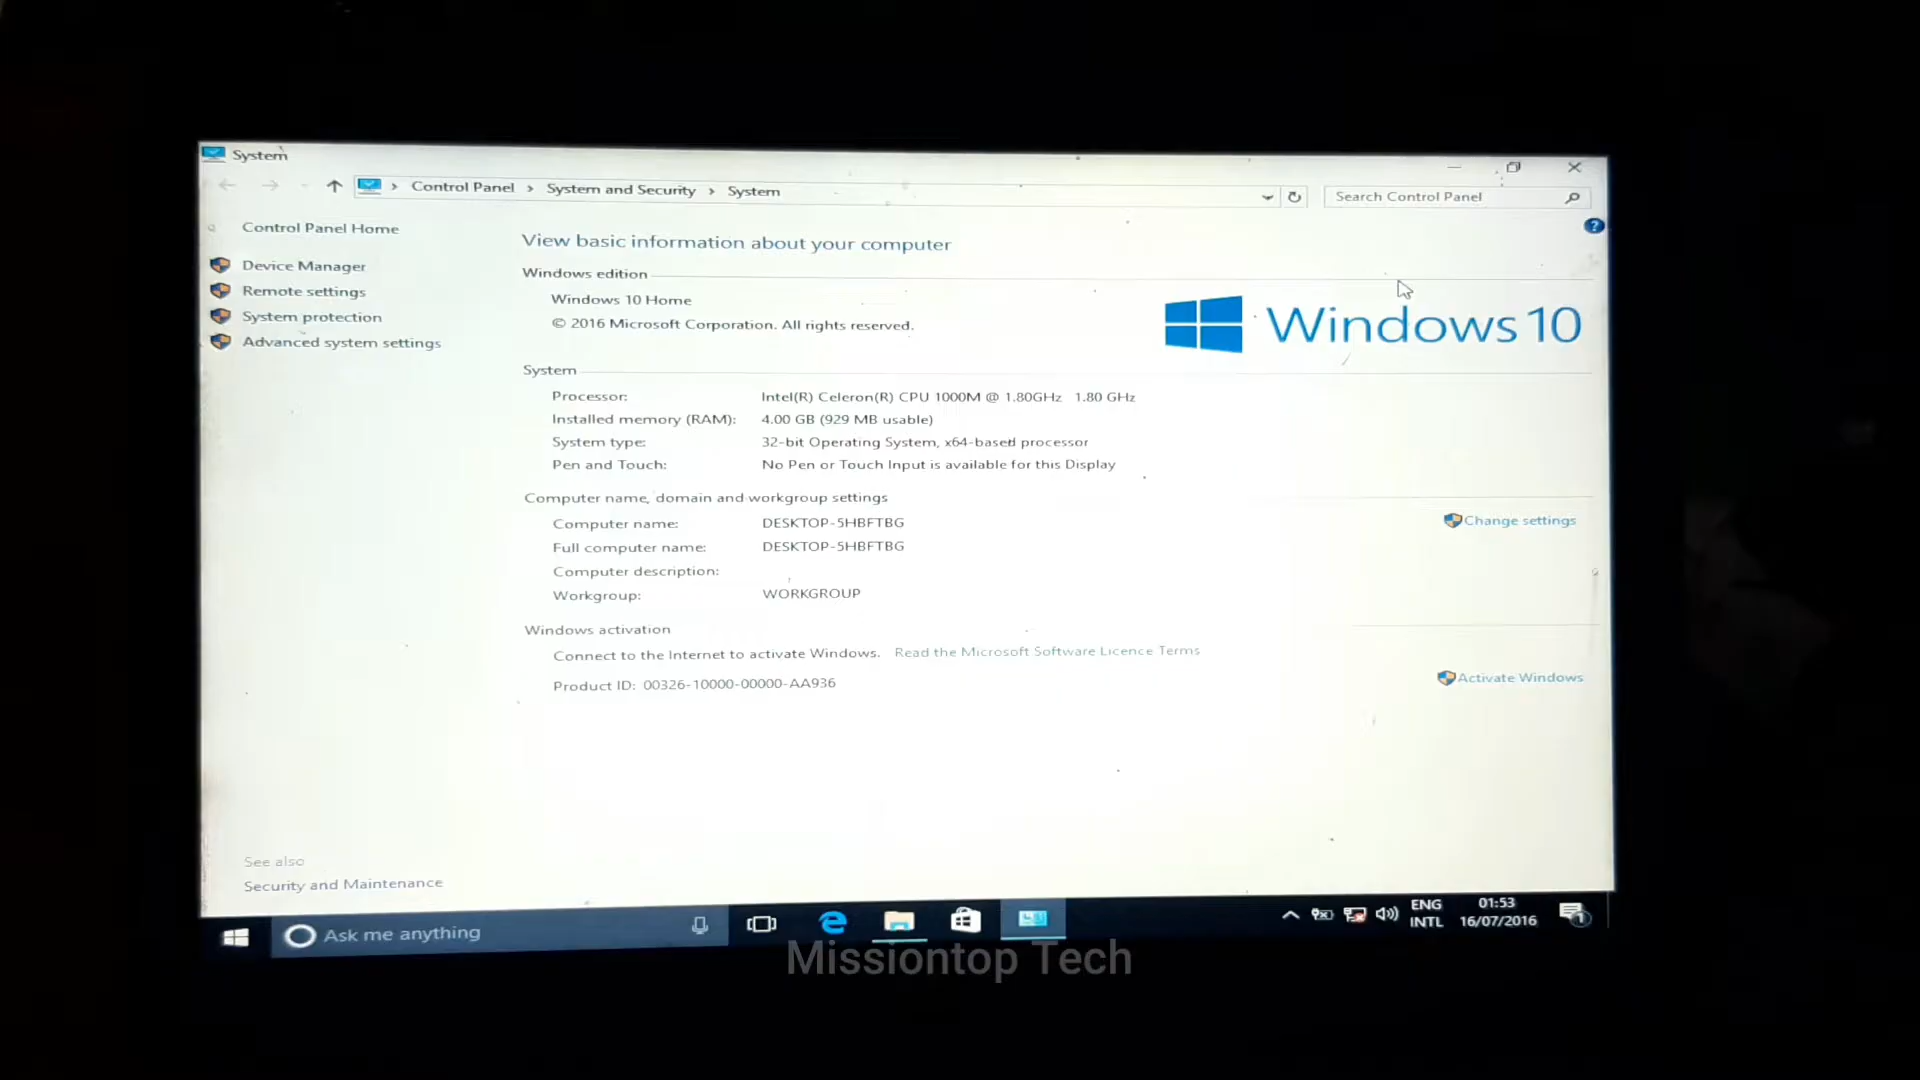 System
Control Panel > System and Security > System
Search Control Panel
Control Panel Home
Device Manager
Remote settings
System protection
Advanced system settings
View basic information about your computer
Windows edition
Windows 10 Home
© 2016 Microsoft Corporation. All rights reserved.
Windows 10
System
Processor: Intel(R) Celeron(R) CPU 1000M @ 1.80GHz 1.80 GHz
Installed memory (RAM): 4.00 GB (929 MB usable)
System type: 32-bit Operating System, x64-based processor
Pen and Touch: No Pen or Touch Input is available for this Display
Computer name, domain and workgroup settings
Computer name: DESKTOP-5HBFTBG
Change settings
Full computer name: DESKTOP-5HBFTBG
Computer description:
Workgroup: WORKGROUP
Windows activation
Connect to the Internet to activate Windows. Read the Microsoft Software Licence Terms
Product ID: 00326-10000-00000-AA936
Activate Windows
See also
Security and Maintenance
Ask me anything
ENG
INTL
01:53
16/07/2016
1
Missiontop Tech